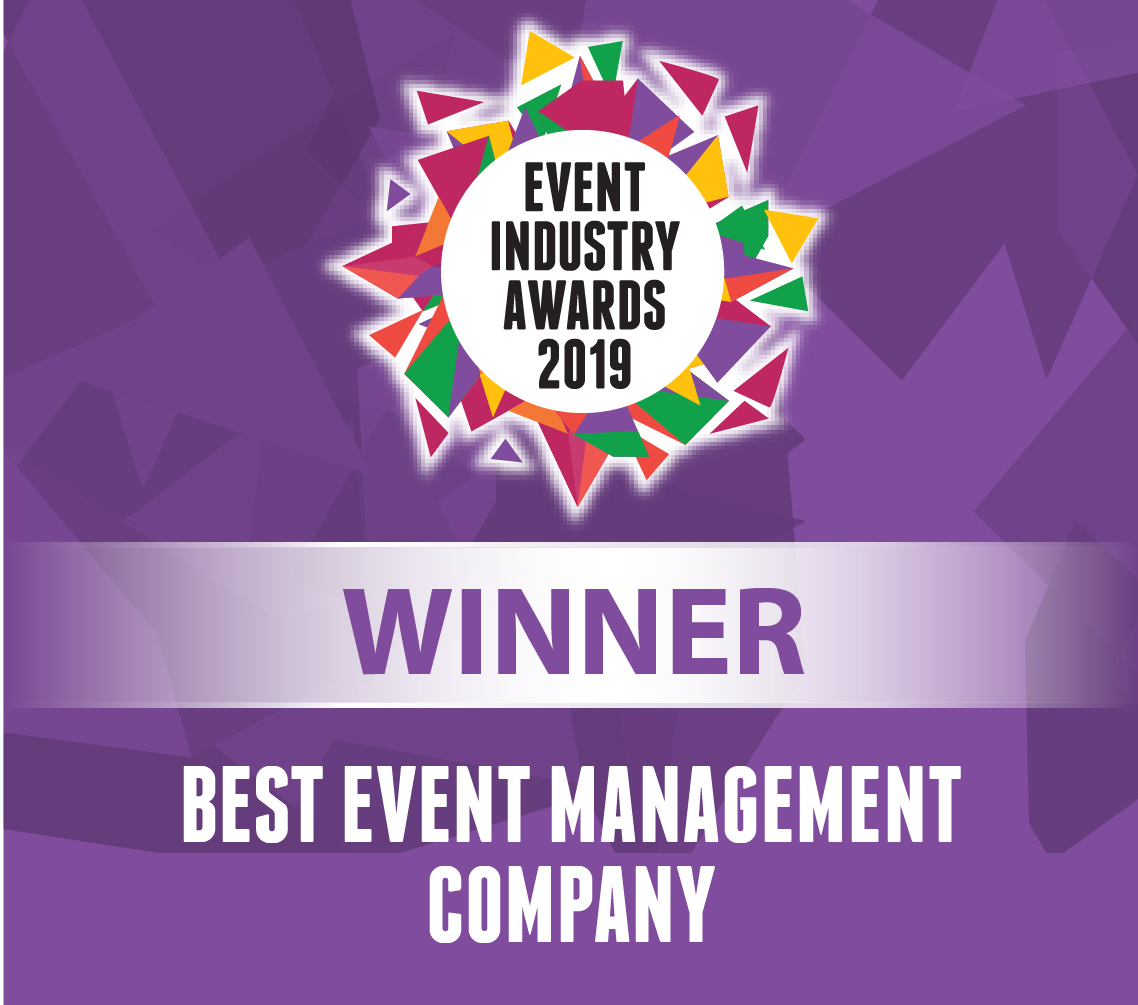 EVENT
INDUSTRY
AWARDS
2019
WINNER
BEST EVENT MANAGEMENT
COMPANY